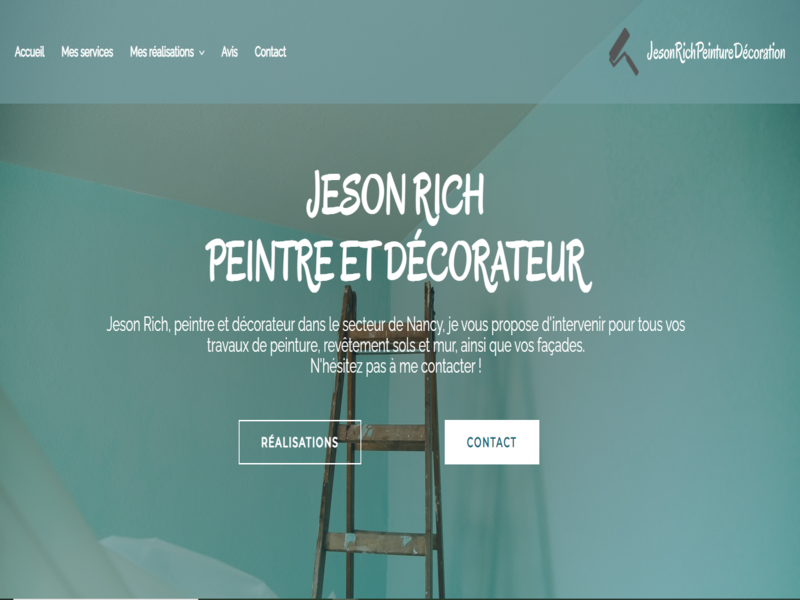 Accueil Mes services Mes réalisations Avis Contact
JesonRichPeintureDécoration
JESON RICH
PEINTRE ET DÉCORATEUR
Jeson Rich, peintre et décorateur dans le secteur de Nancy, je vous propose d'intervenir pour tous vos
travaux de peinture, revêtement sols et mur, ainsi que vos façades.
N'hésitez pas à me contacter !
RÉALISATIONS
CONTACT